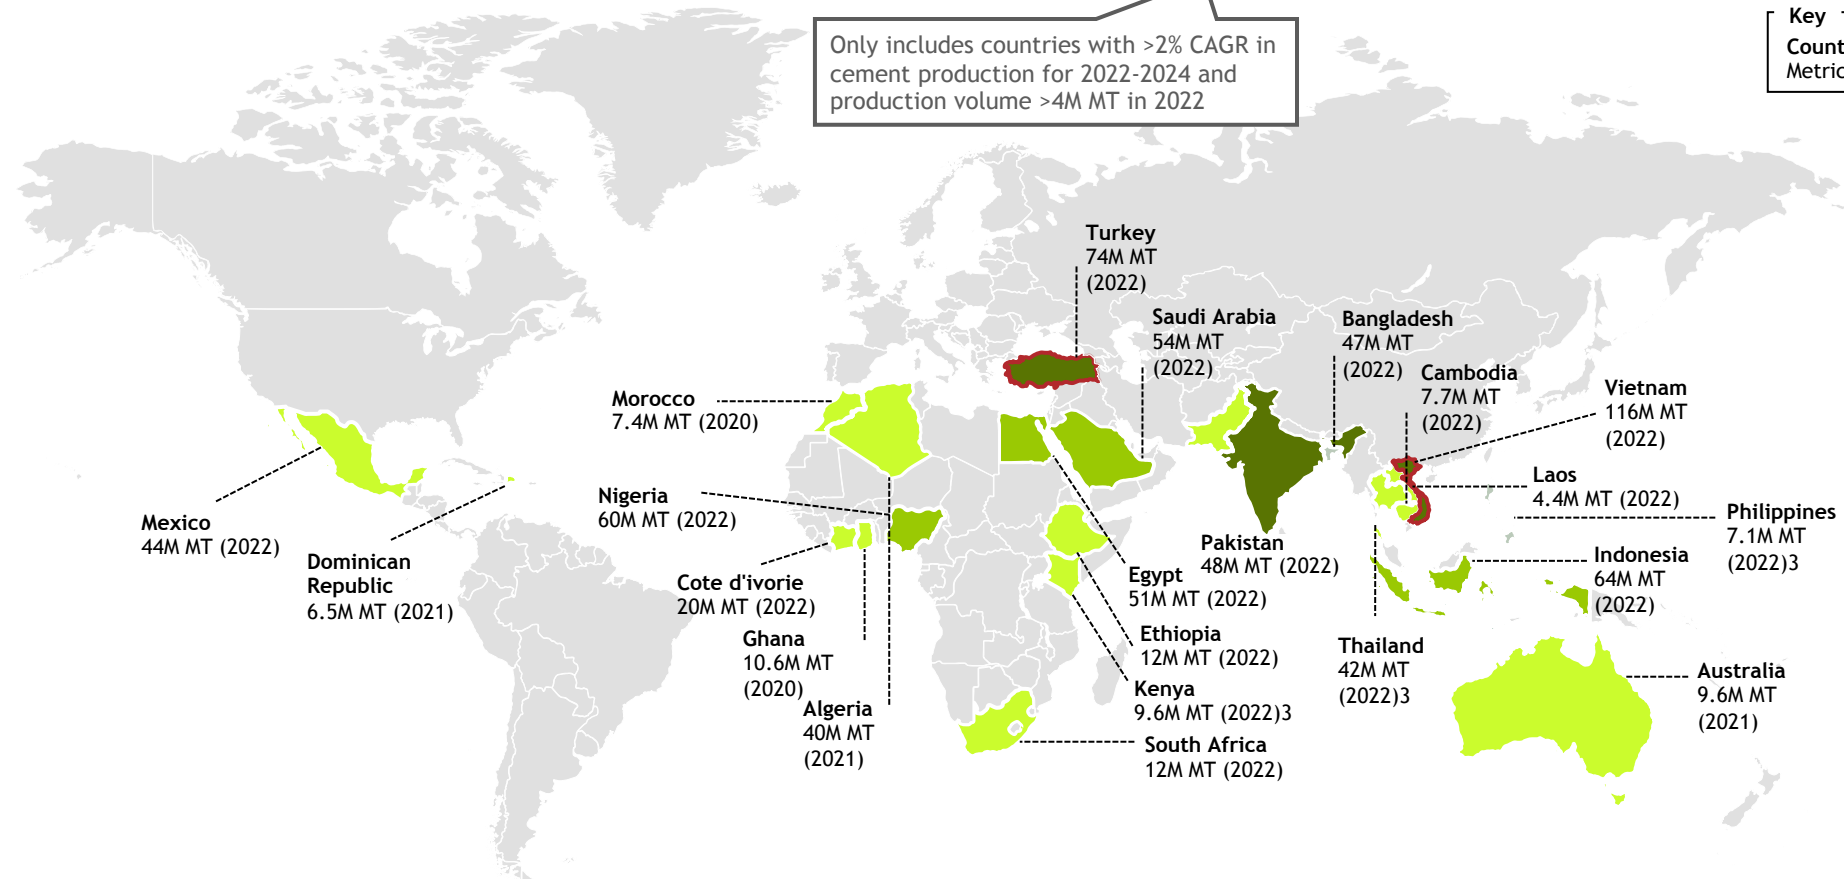 Only includes countries with >2% CAGR in
cement production for 2022-2024 and
production volume >4M MT in 2022
Key
Count
Metric
Turkey
74M MT
(2022)
Saudi Arabia
54M MT
(2022)
Bangladesh
47M MT
(2022)
Cambodia
7.7M MT
(2022)
Vietnam
116M MT
(2022)
Morocco
7.4M MT (2020)
Laos
4.4M MT (2022)
Nigeria
60M MT (2022)
Philippines
7.1M MT
(2022)3
Mexico
44M MT (2022)
Dominican
Republic
6.5M MT (2021)
Pakistan
48M MT (2022)
Indonesia
64M MT
(2022)
Egypt
51M MT (2022)
Cote d'ivorie
20M MT (2022)
Ghana
10.6M MT
(2020)
Ethiopia
12M MT (2022)
Thailand
42M MT
(2022)3
Australia
9.6M MT
(2021)
Kenya
9.6M MT (2022)3
Algeria
40M MT
(2021)
South Africa
12M MT (2022)